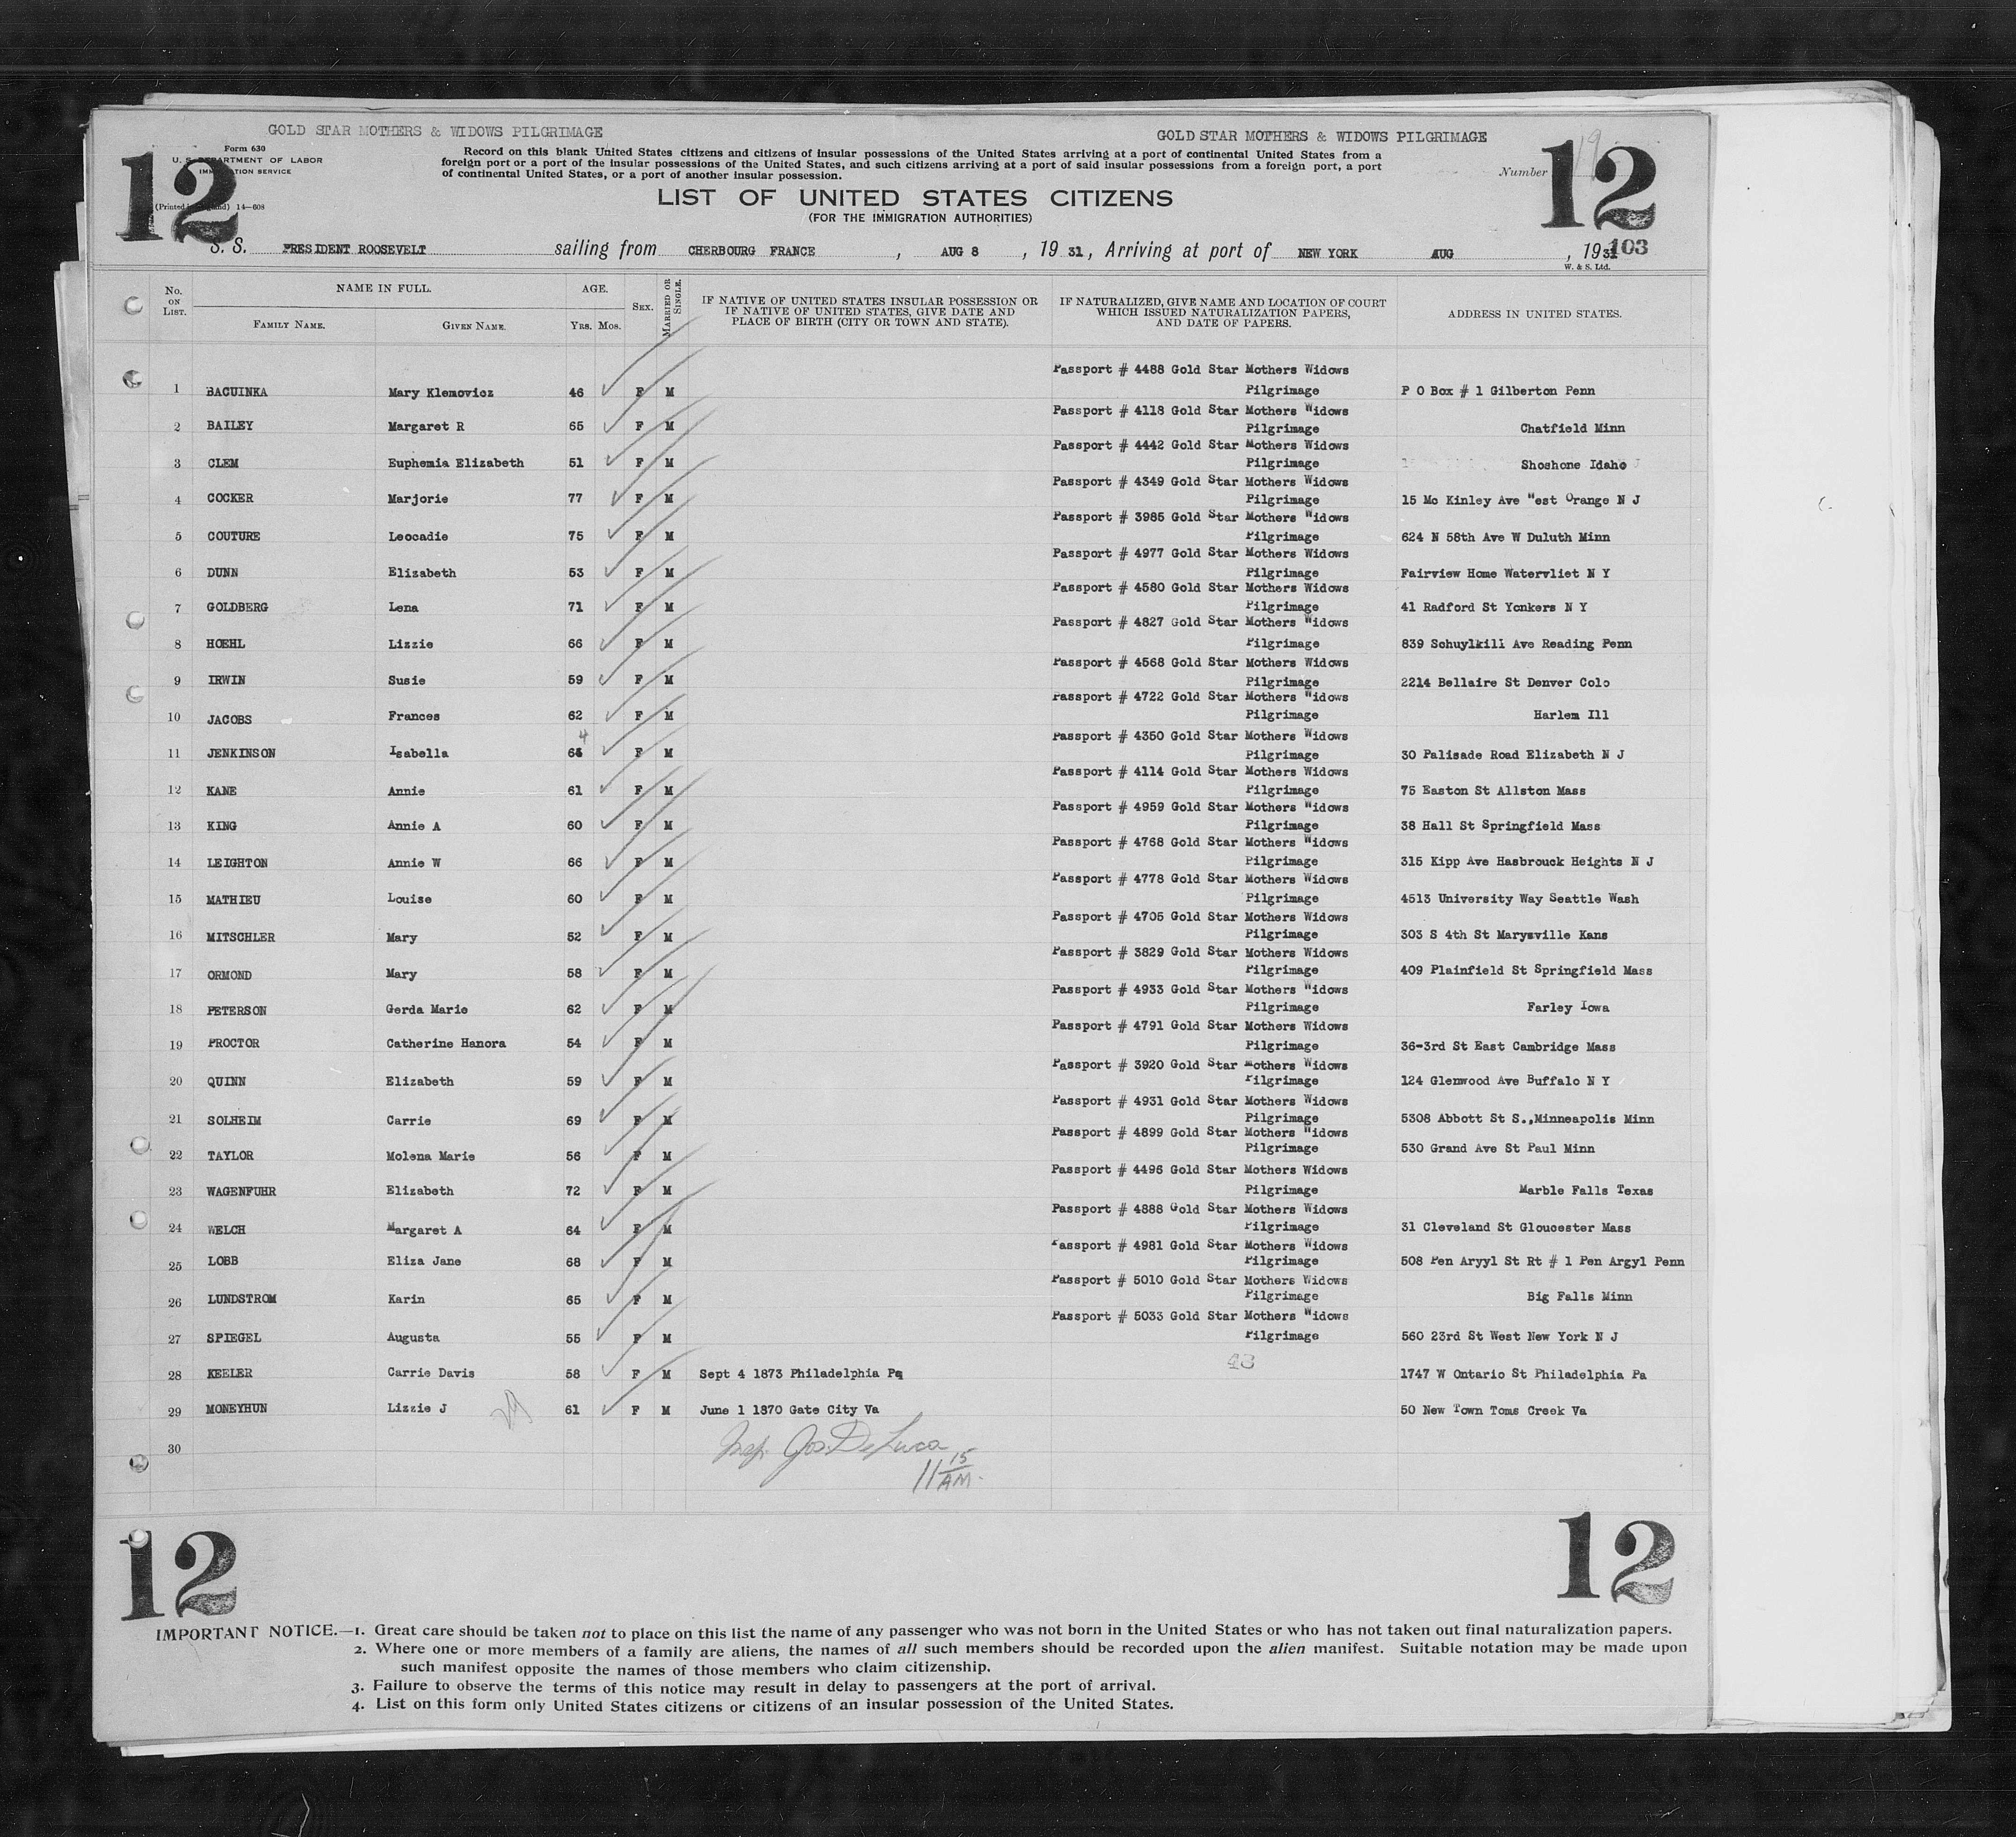 GOLD STAR MOTHERS & WIDOWS PILGRIMAGE
GOLD STAR MOTHERS & WIDOWS PILGRIMAGE
Form 630
U. S. DEPARTMENT OF LABOR
IMMIGRATION SERVICE
14—608
12
Record on this blank United States citizens and citizens of insular possessions of the United States arriving at a port of continental United States from a
foreign port or a port of the insular possessions of the United States, and such citizens arriving at a port of said insular possessions from a foreign port, a port
of continental United States, or a port of another insular possession.
Number 19
12
LIST OF UNITED STATES CITIZENS
(FOR THE IMMIGRATION AUTHORITIES)
S. S. PRESIDENT ROOSEVELT sailing from CHERBOURG FRANCE , AUG 8 , 19 31 , Arriving at port of NEW YORK AUG , 19 31 103
W. & S. Ltd.
No. ON LIST. NAME IN FULL. AGE. SEX. MARRIED OR SINGLE. IF NATIVE OF UNITED STATES INSULAR POSSESSION OR IF NATIVE OF UNITED STATES, GIVE DATE AND PLACE OF BIRTH (CITY OR TOWN AND STATE). IF NATURALIZED, GIVE NAME AND LOCATION OF COURT WHICH ISSUED NATURALIZATION PAPERS, AND DATE OF PAPERS. ADDRESS IN UNITED STATES.
FAMILY NAME. GIVEN NAME. YRS. MOS.
Passport # 4488 Gold Star Mothers Widows
1 BACUINKA Mary Klemovicz 46 F M Pilgrimage P O Box # 1 Gilberton Penn
Passport # 4118 Gold Star Mothers Widows
2 BAILEY Margaret R 65 F M Pilgrimage Chatfield Minn
Passport # 4442 Gold Star Mothers Widows
3 CLEM Euphemia Elizabeth 51 F M Pilgrimage Shoshone Idaho
Passport # 4349 Gold Star Mothers Widows
4 COCKER Marjorie 77 F M Pilgrimage 15 Mc Kinley Ave West Orange N J
Passport # 3985 Gold Star Mothers Widows
5 COUTURE Leocadie 75 F M Pilgrimage 624 N 58th Ave W Duluth Minn
Passport # 4977 Gold Star Mothers Widows
6 DUNN Elizabeth 53 F M Pilgrimage Fairview Home Watervliet N Y
Passport # 4580 Gold Star Mothers Widows
7 GOLDBERG Lena 71 F M Pilgrimage 41 Radford St Yonkers N Y
Passport # 4827 Gold Star Mothers Widows
8 HOEHL Lizzie 66 F M Pilgrimage 839 Schuylkill Ave Reading Penn
Passport # 4568 Gold Star Mothers Widows
9 IRWIN Susie 59 F M Pilgrimage 2214 Bellaire St Denver Colo
Passport # 4722 Gold Star Mothers Widows
10 JACOBS Frances 62 F M Pilgrimage Harlem Ill
Passport # 4350 Gold Star Mothers Widows
4
11 JENKINSON Isabella F M Pilgrimage 30 Palisade Road Elizabeth N J
Passport # 4114 Gold Star Mothers Widows
12 KANE Annie 61 F M Pilgrimage 75 Easton St Allston Mass
Passport # 4959 Gold Star Mothers Widows
13 KING Annie A 60 F M Pilgrimage 38 Hall St Springfield Mass
Passport # 4768 Gold Star Mothers Widows
14 LEIGHTON Annie W 66 F M Pilgrimage 315 Kipp Ave Hasbrouck Heights N J
Passport # 4778 Gold Star Mothers Widows
15 MATHIEU Louise 60 F M Pilgrimage 4513 University Way Seattle Wash
Passport # 4705 Gold Star Mothers Widows
16 MITSCHLER Mary 52 F M Pilgrimage 303 S 4th St Marysville Kans
Passport # 3829 Gold Star Mothers Widows
17 ORMOND Mary 58 F M Pilgrimage 409 Plainfield St Springfield Mass
Passport # 4933 Gold Star Mothers Widows
18 PETERSON Gerda Marie 62 F M Pilgrimage Farley Iowa
Passport # 4791 Gold Star Mothers Widows
19 PROCTOR Catherine Hanora 54 F M Pilgrimage 36-3rd St East Cambridge Mass
Passport # 3920 Gold Star Mothers Widows
20 QUINN Elizabeth 59 F M Pilgrimage 124 Glenwood Ave Buffalo N Y
Passport # 4931 Gold Star Mothers Widows
21 SOLHEIM Carrie 69 F M Pilgrimage 5308 Abbott St S.,Minneapolis Minn
Passport # 4899 Gold Star Mothers Widows
22 TAYLOR Molena Marie 56 F M Pilgrimage 530 Grand Ave St Paul Minn
Passport # 4496 Gold Star Mothers Widows
23 WAGENFUHR Elizabeth 72 F M Pilgrimage Marble Falls Texas
Passport # 4888 Gold Star Mothers Widows
24 WELCH Margaret A 64 F M Pilgrimage 31 Cleveland St Gloucester Mass
Passport # 4981 Gold Star Mothers Widows
25 LOBB Eliza Jane 68 F M Pilgrimage 508 Pen Aryyl St Rt # 1 Pen Argyl Penn
Passport # 5010 Gold Star Mothers Widows
26 LUNDSTROM Karin 65 F M Pilgrimage Big Falls Minn
Passport # 5033 Gold Star Mothers Widows
27 SPIEGEL Augusta 55 F M Pilgrimage 560 23rd St West New York N J
28 KEELER Carrie Davis 58 F M Sept 4 1873 Philadelphia Pa 1747 W Ontario St Philadelphia Pa
29 MONEYHUN Lizzie J 29 61 F M June 1 1870 Gate City Va 50 New Town Toms Creek Va
30
Insp. Jos. DeLuca
11 15 AM.
12
12
IMPORTANT NOTICE.—1. Great care should be taken not to place on this list the name of any passenger who was not born in the United States or who has not taken out final naturalization papers.
2. Where one or more members of a family are aliens, the names of all such members should be recorded upon the alien manifest. Suitable notation may be made upon
such manifest opposite the names of those members who claim citizenship.
3. Failure to observe the terms of this notice may result in delay to passengers at the port of arrival.
4. List on this form only United States citizens or citizens of an insular possession of the United States.